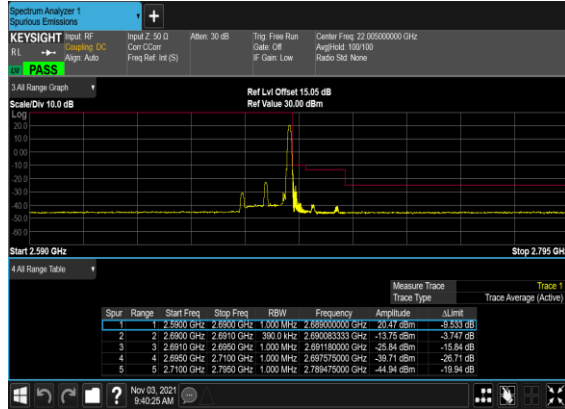 Spectrum Analyzer 1
Spurious Emissions
KEYSIGHT Input: RF Input Z: 50 Ω Atten: 30 dB Trig: Free Run Center Freq: 22.005000000 GHz
RL Coupling: DC Corr CCorr Gate: Off Avg|Hold: 100/100
Align: Auto Freq Ref: Int (S) IF Gain: Low Radio Std: None
PASS
3 All Range Graph
Scale/Div 10.0 dB Ref Lvl Offset 15.05 dB
Ref Value 30.00 dBm
Log
20.0
10.0
0.00
-10.0
-20.0
-30.0
-40.0
-50.0
-60.0
Start 2.590 GHz Stop 2.795 GH
4 All Range Table
Measure Trace Trace 1
Trace Type Trace Average (Active)
Spur Range Start Freq Stop Freq RBW Frequency Amplitude ΔLimit
1 1 2.5900 GHz 2.6900 GHz 1.000 MHz 2.689000000 GHz 20.47 dBm -9.533 dB
2 2 2.6900 GHz 2.6910 GHz 390.0 kHz 2.690083333 GHz -13.75 dBm -3.747 dB
3 3 2.6910 GHz 2.6950 GHz 1.000 MHz 2.691180000 GHz -25.84 dBm -15.84 dB
4 4 2.6950 GHz 2.7100 GHz 1.000 MHz 2.697575000 GHz -39.71 dBm -26.71 dB
5 5 2.7100 GHz 2.7950 GHz 1.000 MHz 2.789475000 GHz -44.94 dBm -19.94 dB
Nov 03, 2021
9:40:25 AM